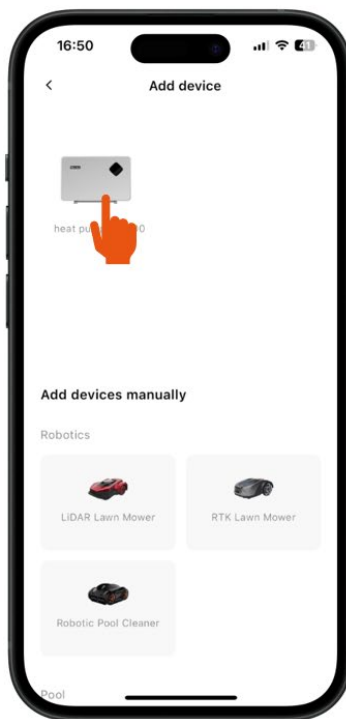 16:50
41
Add device
heat pu
0
Add devices manually
Robotics
LiDAR Lawn Mower
RTK Lawn Mower
Robotic Pool Cleaner
Pool